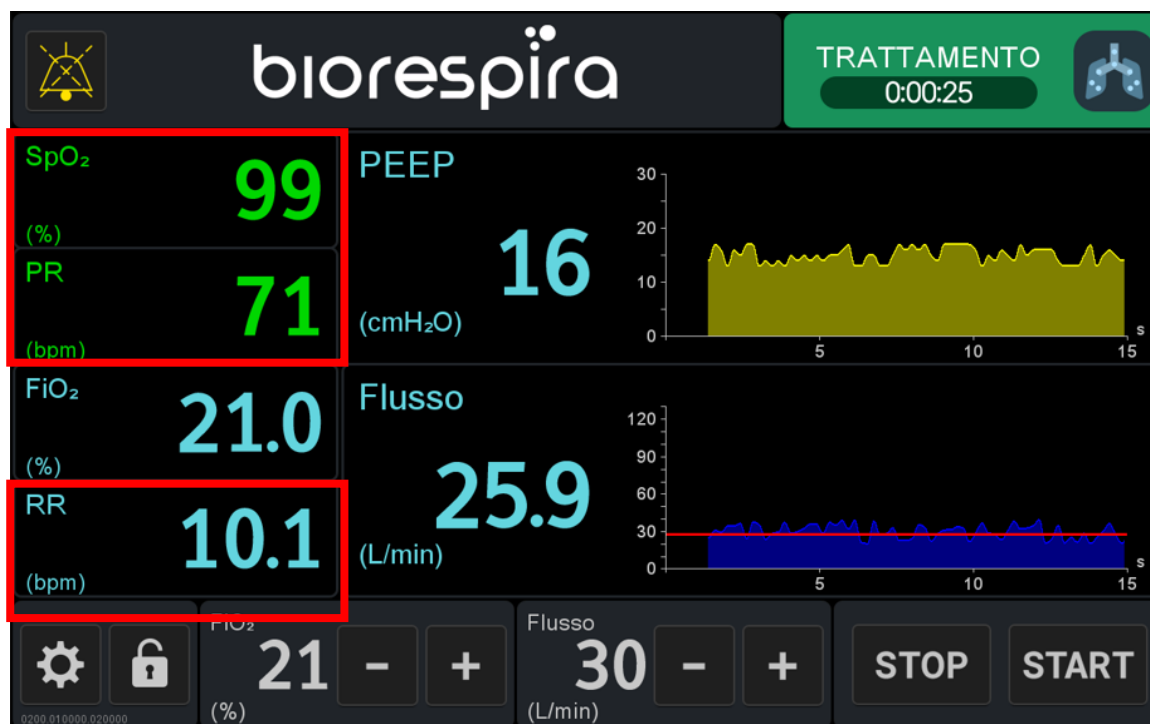 biorespira
TRATTAMENTO
0:00:25
SpO₂
99
(%)
PR
71
(bpm)
FiO₂
21.0
(%)
RR
10.1
(bpm)
PEEP
16
(cmH₂O)
30
20
10
0
5
10
15
s
Flusso
25.9
(L/min)
120
90
60
30
0
5
10
15
s
FiO₂
21
(%)
-
+
Flusso
30
(L/min)
-
+
STOP
START
0200.010000.020000